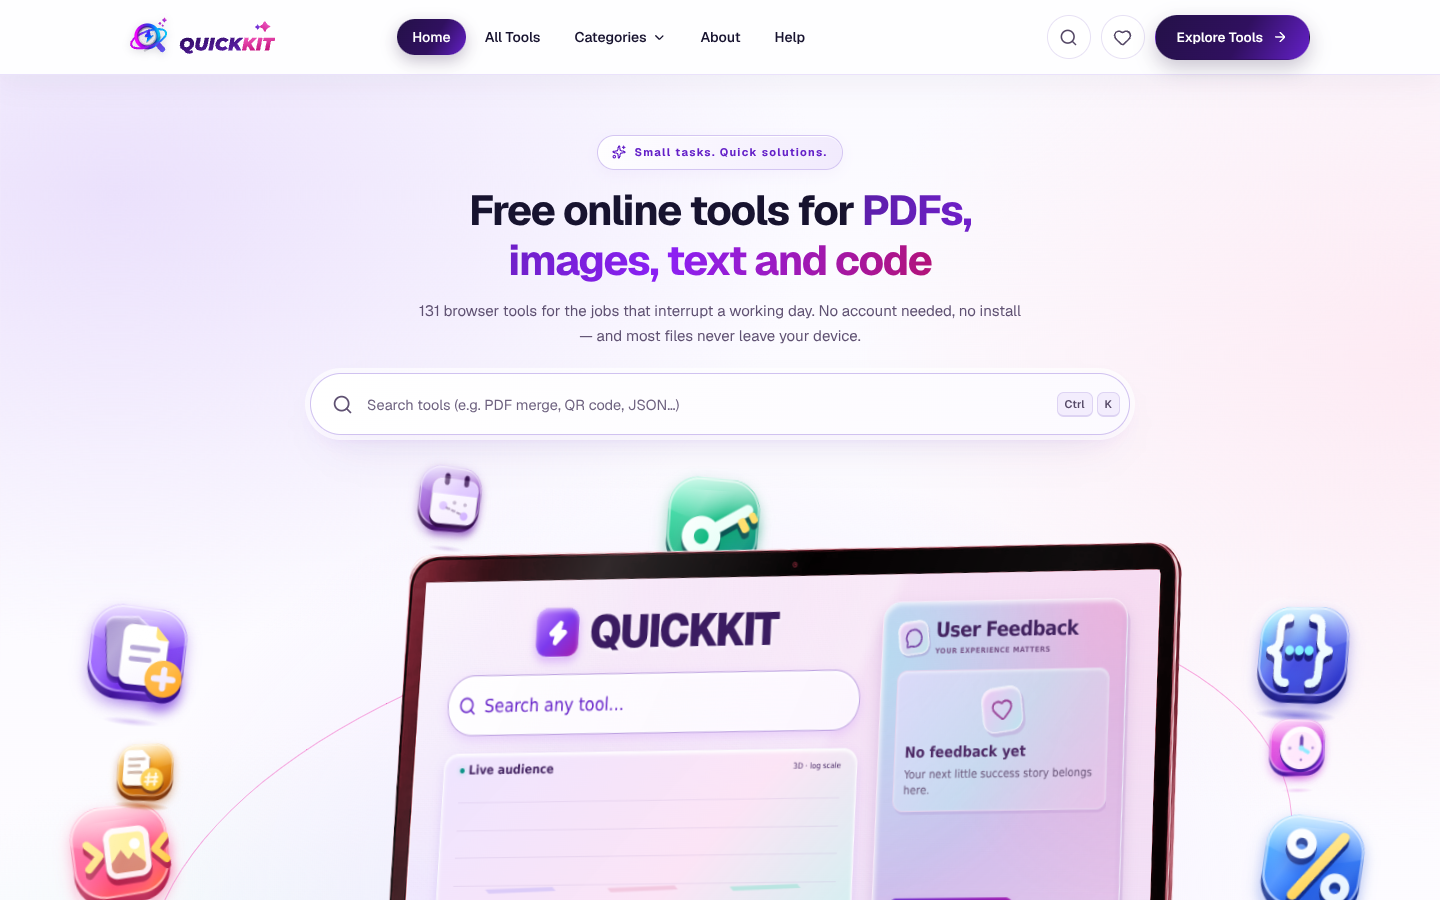 QUICKKIT
Home
All Tools
Categories
About
Help
Explore Tools
Small tasks. Quick solutions.
Free online tools for PDFs,
images, text and code
131 browser tools for the jobs that interrupt a working day. No account needed, no install
— and most files never leave your device.
Search tools (e.g. PDF merge, QR code, JSON...)
Ctrl
K
QUICKKIT
Search any tool...
Live audience
3D · log scale
User Feedback
YOUR EXPERIENCE MATTERS
No feedback yet
Your next little success story belongs
here.